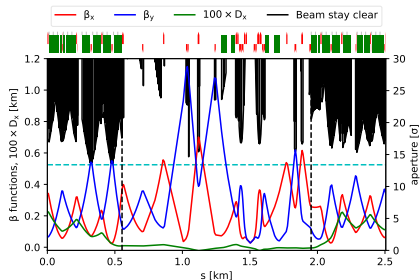 βx βy 100 × Dx Beam stay clear
1.2 30
1.0 25
0.8 20
0.6 15
0.4 10
0.2 5
0.0 0
0.0 0.5 1.0 1.5 2.0 2.5
s [km]
β functions, 100 × Dx [km]
aperture [σ]